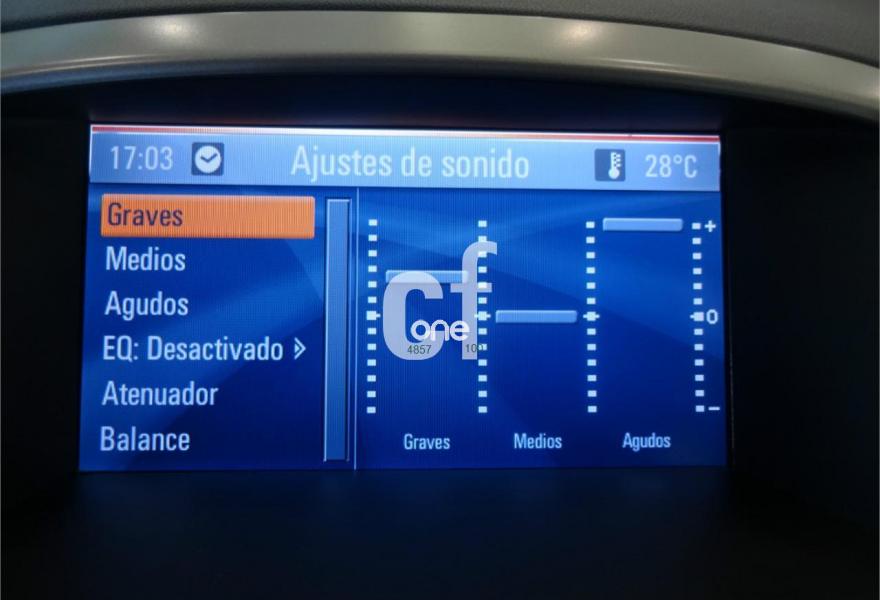 17:03 Ajustes de sonido 28°C
Graves
Medios
Agudos
EQ: Desactivado
Atenuador
Balance
+
0
−
Graves Medios Agudos
cf
one
4857